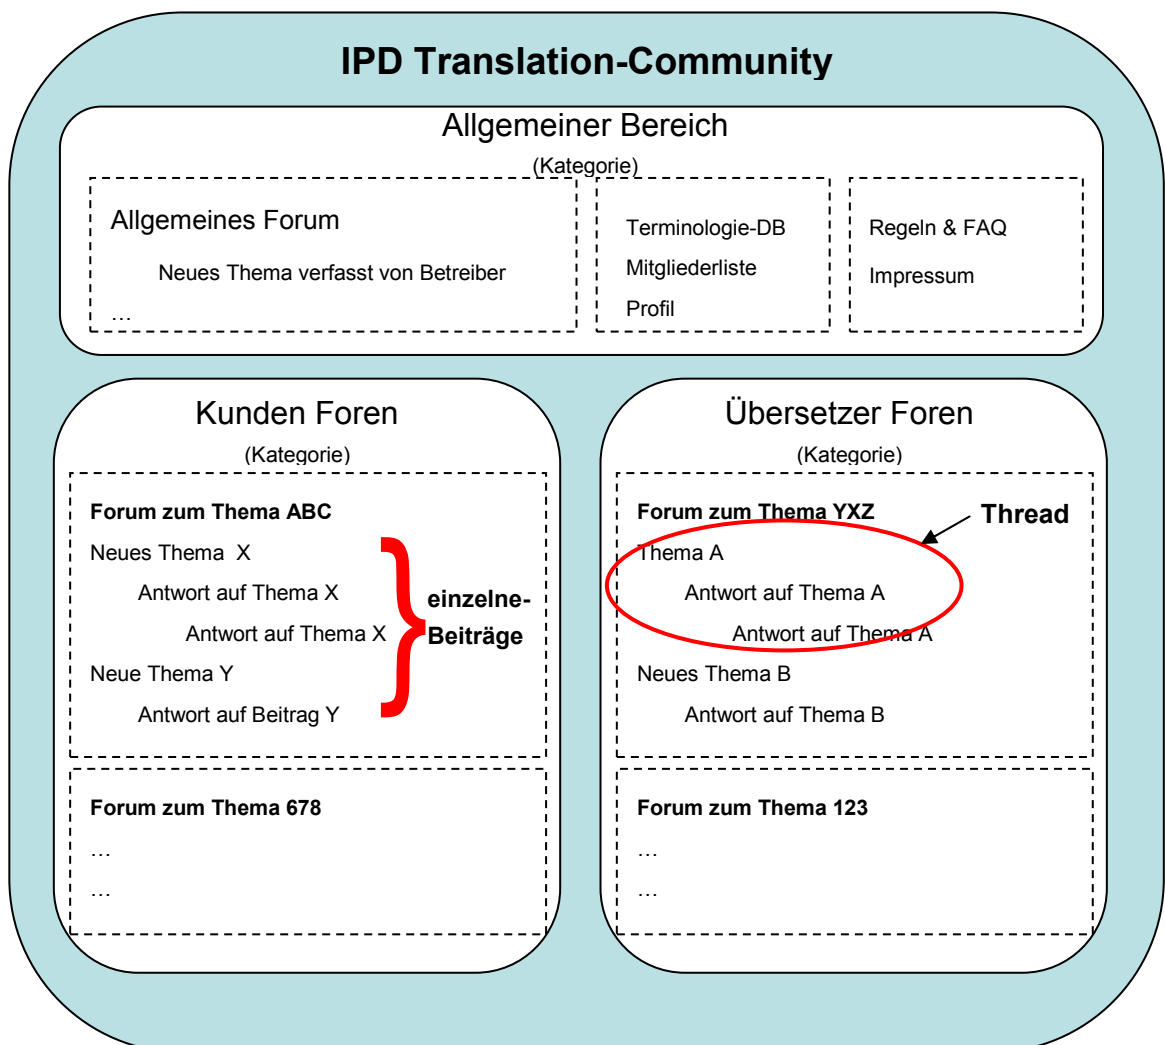 IPD Translation-Community
Allgemeiner Bereich
(Kategorie)
Allgemeines Forum
Neues Thema verfasst von Betreiber
…
Terminologie-DB
Mitgliederliste
Profil
Regeln & FAQ
Impressum
Kunden Foren
(Kategorie)
Forum zum Thema ABC
Neues Thema  X
Antwort auf Thema X
Antwort auf Thema X
Neue Thema Y
Antwort auf Beitrag Y
einzelne-
Beiträge
Forum zum Thema 678
…
…
Übersetzer Foren
(Kategorie)
Forum zum Thema YXZ
Thread
Thema A
Antwort auf Thema A
Antwort auf Thema A
Neues Thema B
Antwort auf Thema B
Forum zum Thema 123
…
…